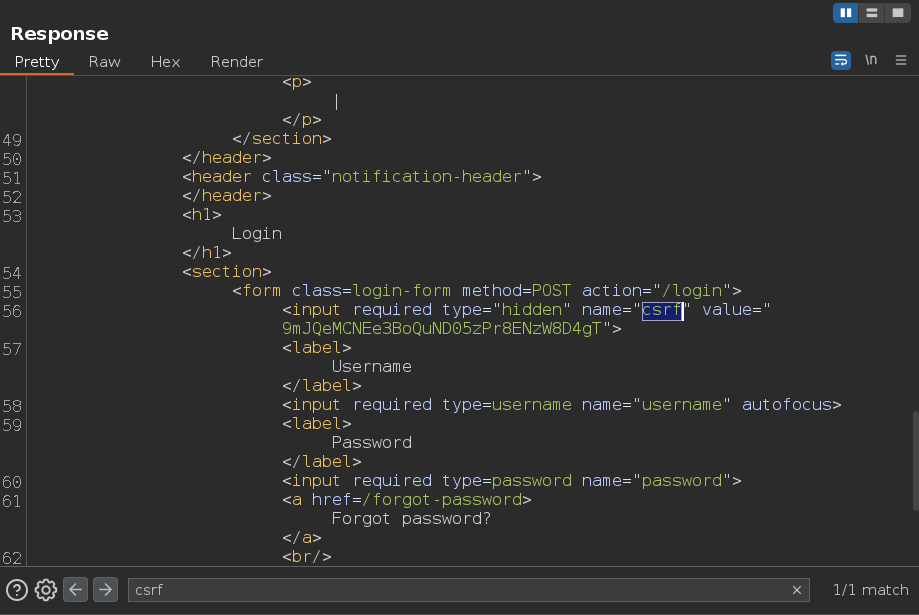 Response
Pretty Raw Hex Render \n
<p>
|
</p>
49 </section>
50 </header>
51 <header class="notification-header">
52 </header>
53 <h1>
Login
</h1>
54 <section>
55 <form class=login-form method=POST action="/login">
56 <input required type="hidden" name="csrf" value="
9mJQeMCNEe3BoQuND05zPr8ENzW8D4gT">
57 <label>
Username
</label>
58 <input required type=username name="username" autofocus>
59 <label>
Password
</label>
60 <input required type=password name="password">
61 <a href=/forgot-password>
Forgot password?
</a>
62 <br/>
csrf 1/1 match